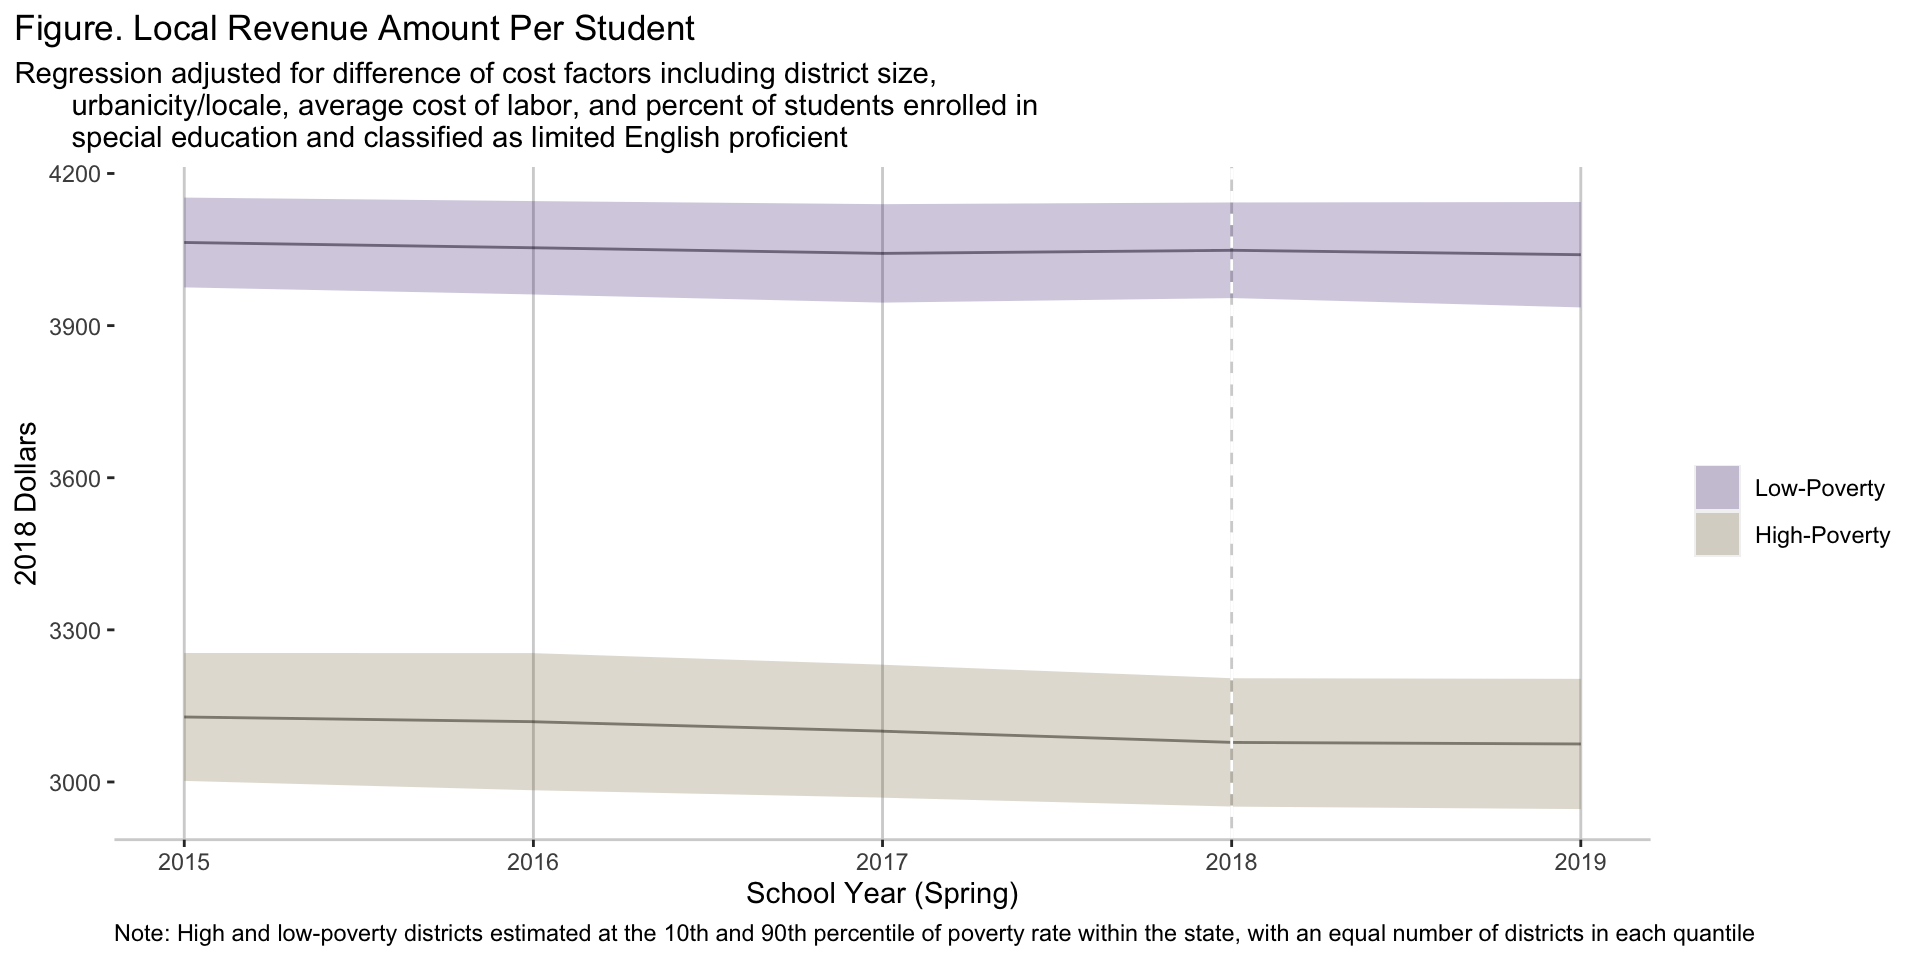 Figure. Local Revenue Amount Per Student
Regression adjusted for difference of cost factors including district size,
urbanicity/locale, average cost of labor, and percent of students enrolled in
special education and classified as limited English proficient
4200
3900
3600
3300
3000
2018 Dollars
Low-Poverty
High-Poverty
2015 2016 2017 2018 2019
School Year (Spring)
Note: High and low-poverty districts estimated at the 10th and 90th percentile of poverty rate within the state, with an equal number of districts in each quantile